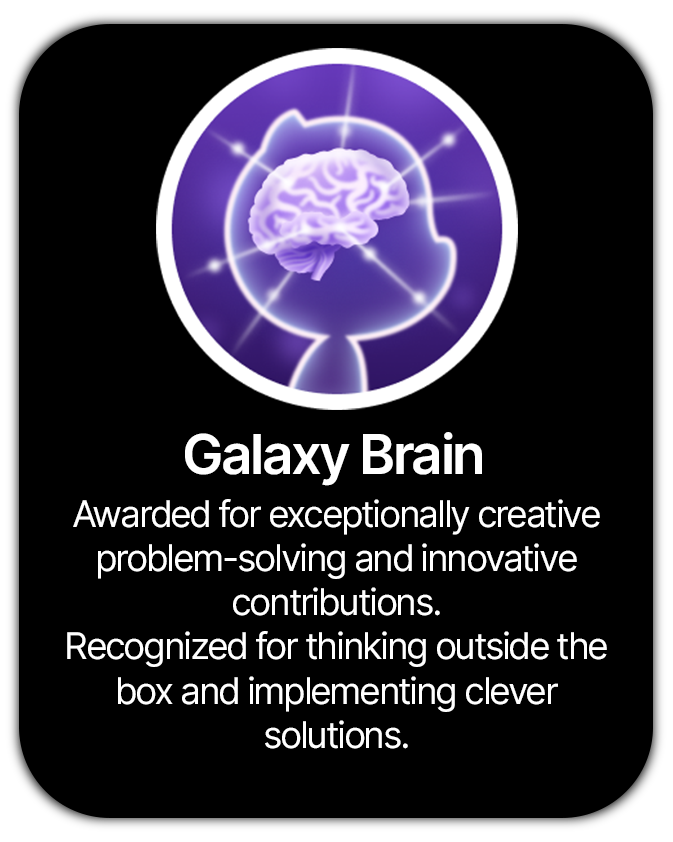 Galaxy Brain
Awarded for exceptionally creative
problem-solving and innovative
contributions.
Recognized for thinking outside the
box and implementing clever
solutions.